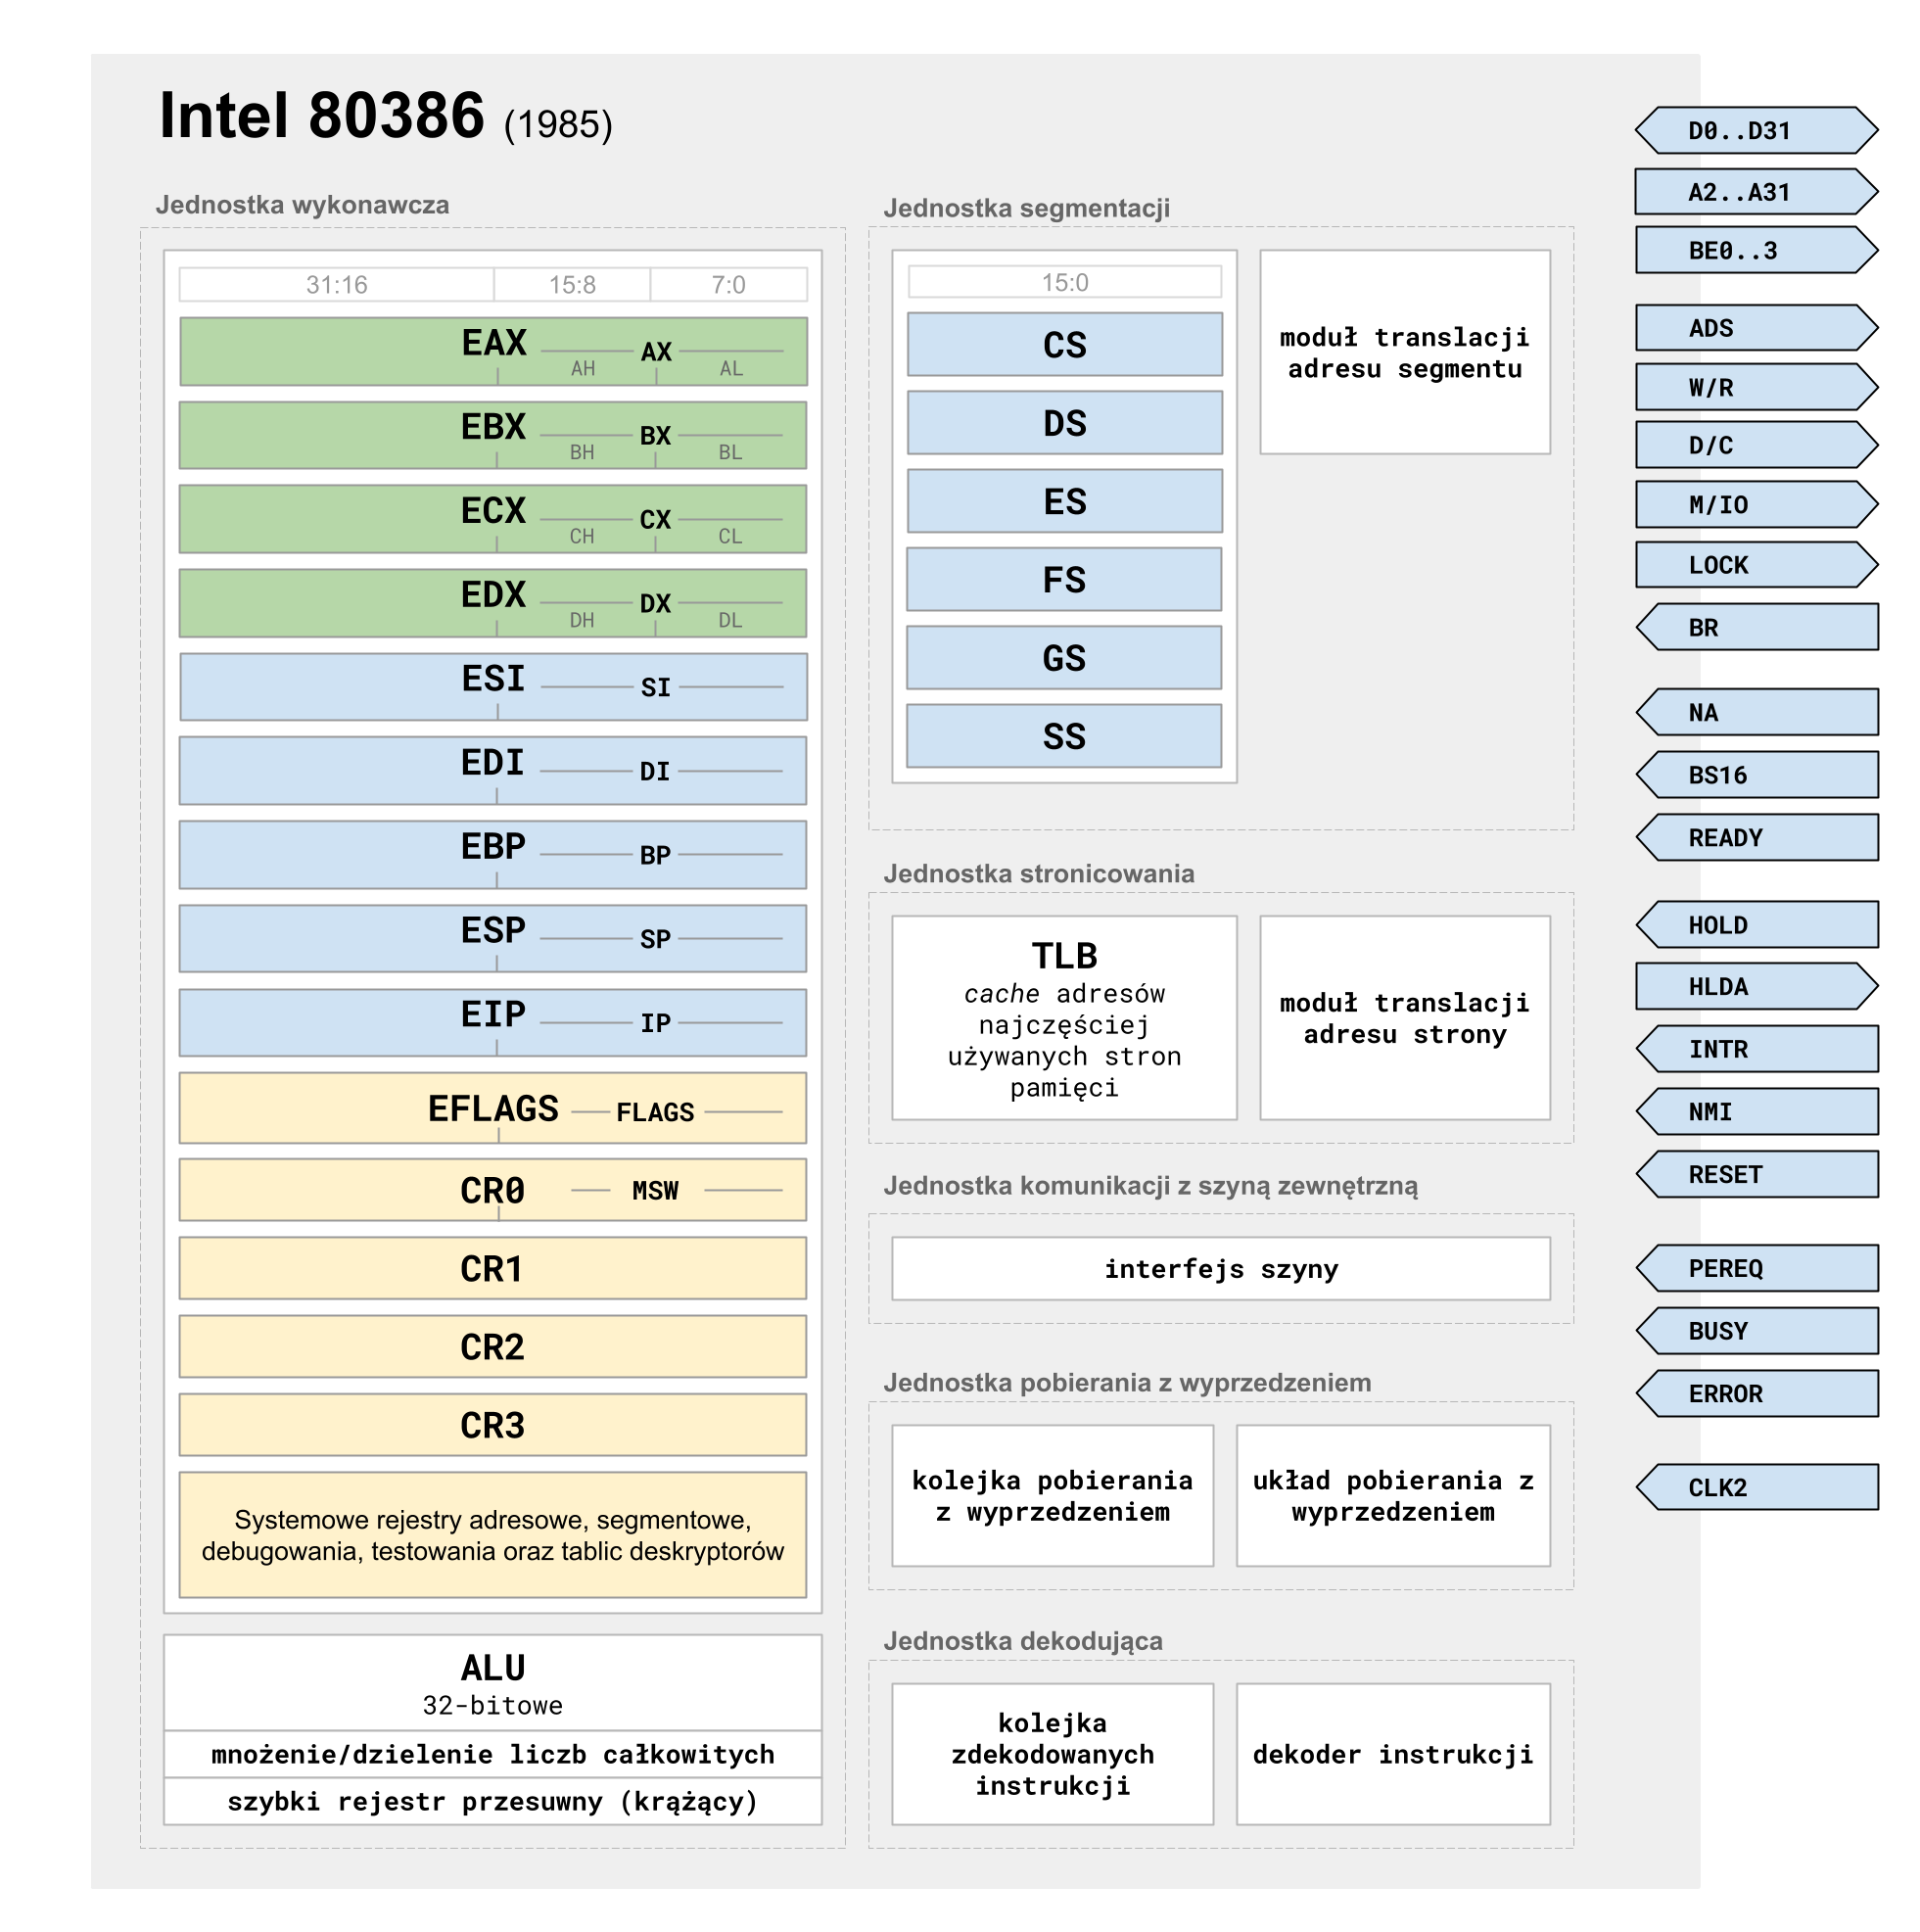 Intel 80386 (1985)
Jednostka wykonawcza
31:16 15:8 7:0
EAX AX
AH AL
EBX BX
BH BL
ECX CX
CH CL
EDX DX
DH DL
ESI SI
EDI DI
EBP BP
ESP SP
EIP IP
EFLAGS FLAGS
CR0 MSW
CR1
CR2
CR3
Systemowe rejestry adresowe, segmentowe,
debugowania, testowania oraz tablic deskryptorów
ALU
32-bitowe
mnożenie/dzielenie liczb całkowitych
szybki rejestr przesuwny (krążący)
Jednostka segmentacji
15:0
CS
DS
ES
FS
GS
SS
moduł translacji
adresu segmentu
Jednostka stronicowania
TLB
cache adresów
najczęściej
używanych stron
pamięci
moduł translacji
adresu strony
Jednostka komunikacji z szyną zewnętrzną
interfejs szyny
Jednostka pobierania z wyprzedzeniem
kolejka pobierania
z wyprzedzeniem
układ pobierania z
wyprzedzeniem
Jednostka dekodująca
kolejka
zdekodowanych
instrukcji
dekoder instrukcji
D0..D31
A2..A31
BE0..3
ADS
W/R
D/C
M/IO
LOCK
BR
NA
BS16
READY
HOLD
HLDA
INTR
NMI
RESET
PEREQ
BUSY
ERROR
CLK2